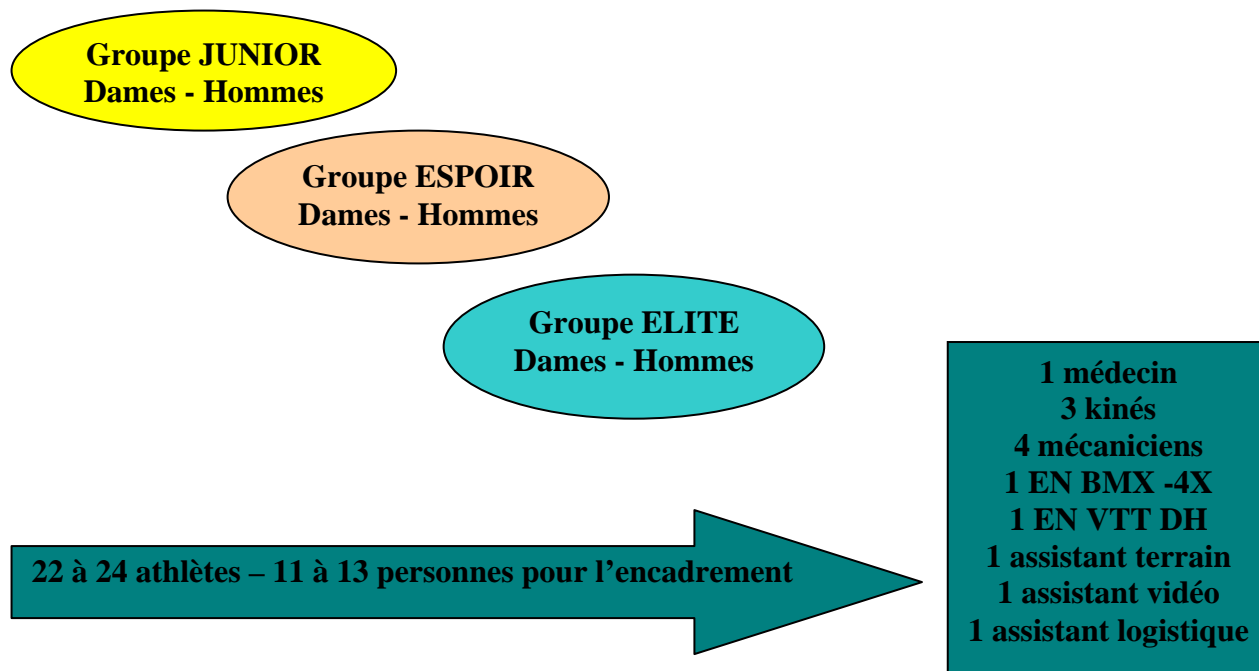 Groupe JUNIOR
Dames - Hommes
Groupe ESPOIR
Dames - Hommes
Groupe ELITE
Dames - Hommes
22 à 24 athlètes – 11 à 13 personnes pour l'encadrement
1 médecin
3 kinés
4 mécaniciens
1 EN BMX -4X
1 EN VTT DH
1 assistant terrain
1 assistant vidéo
1 assistant logistique